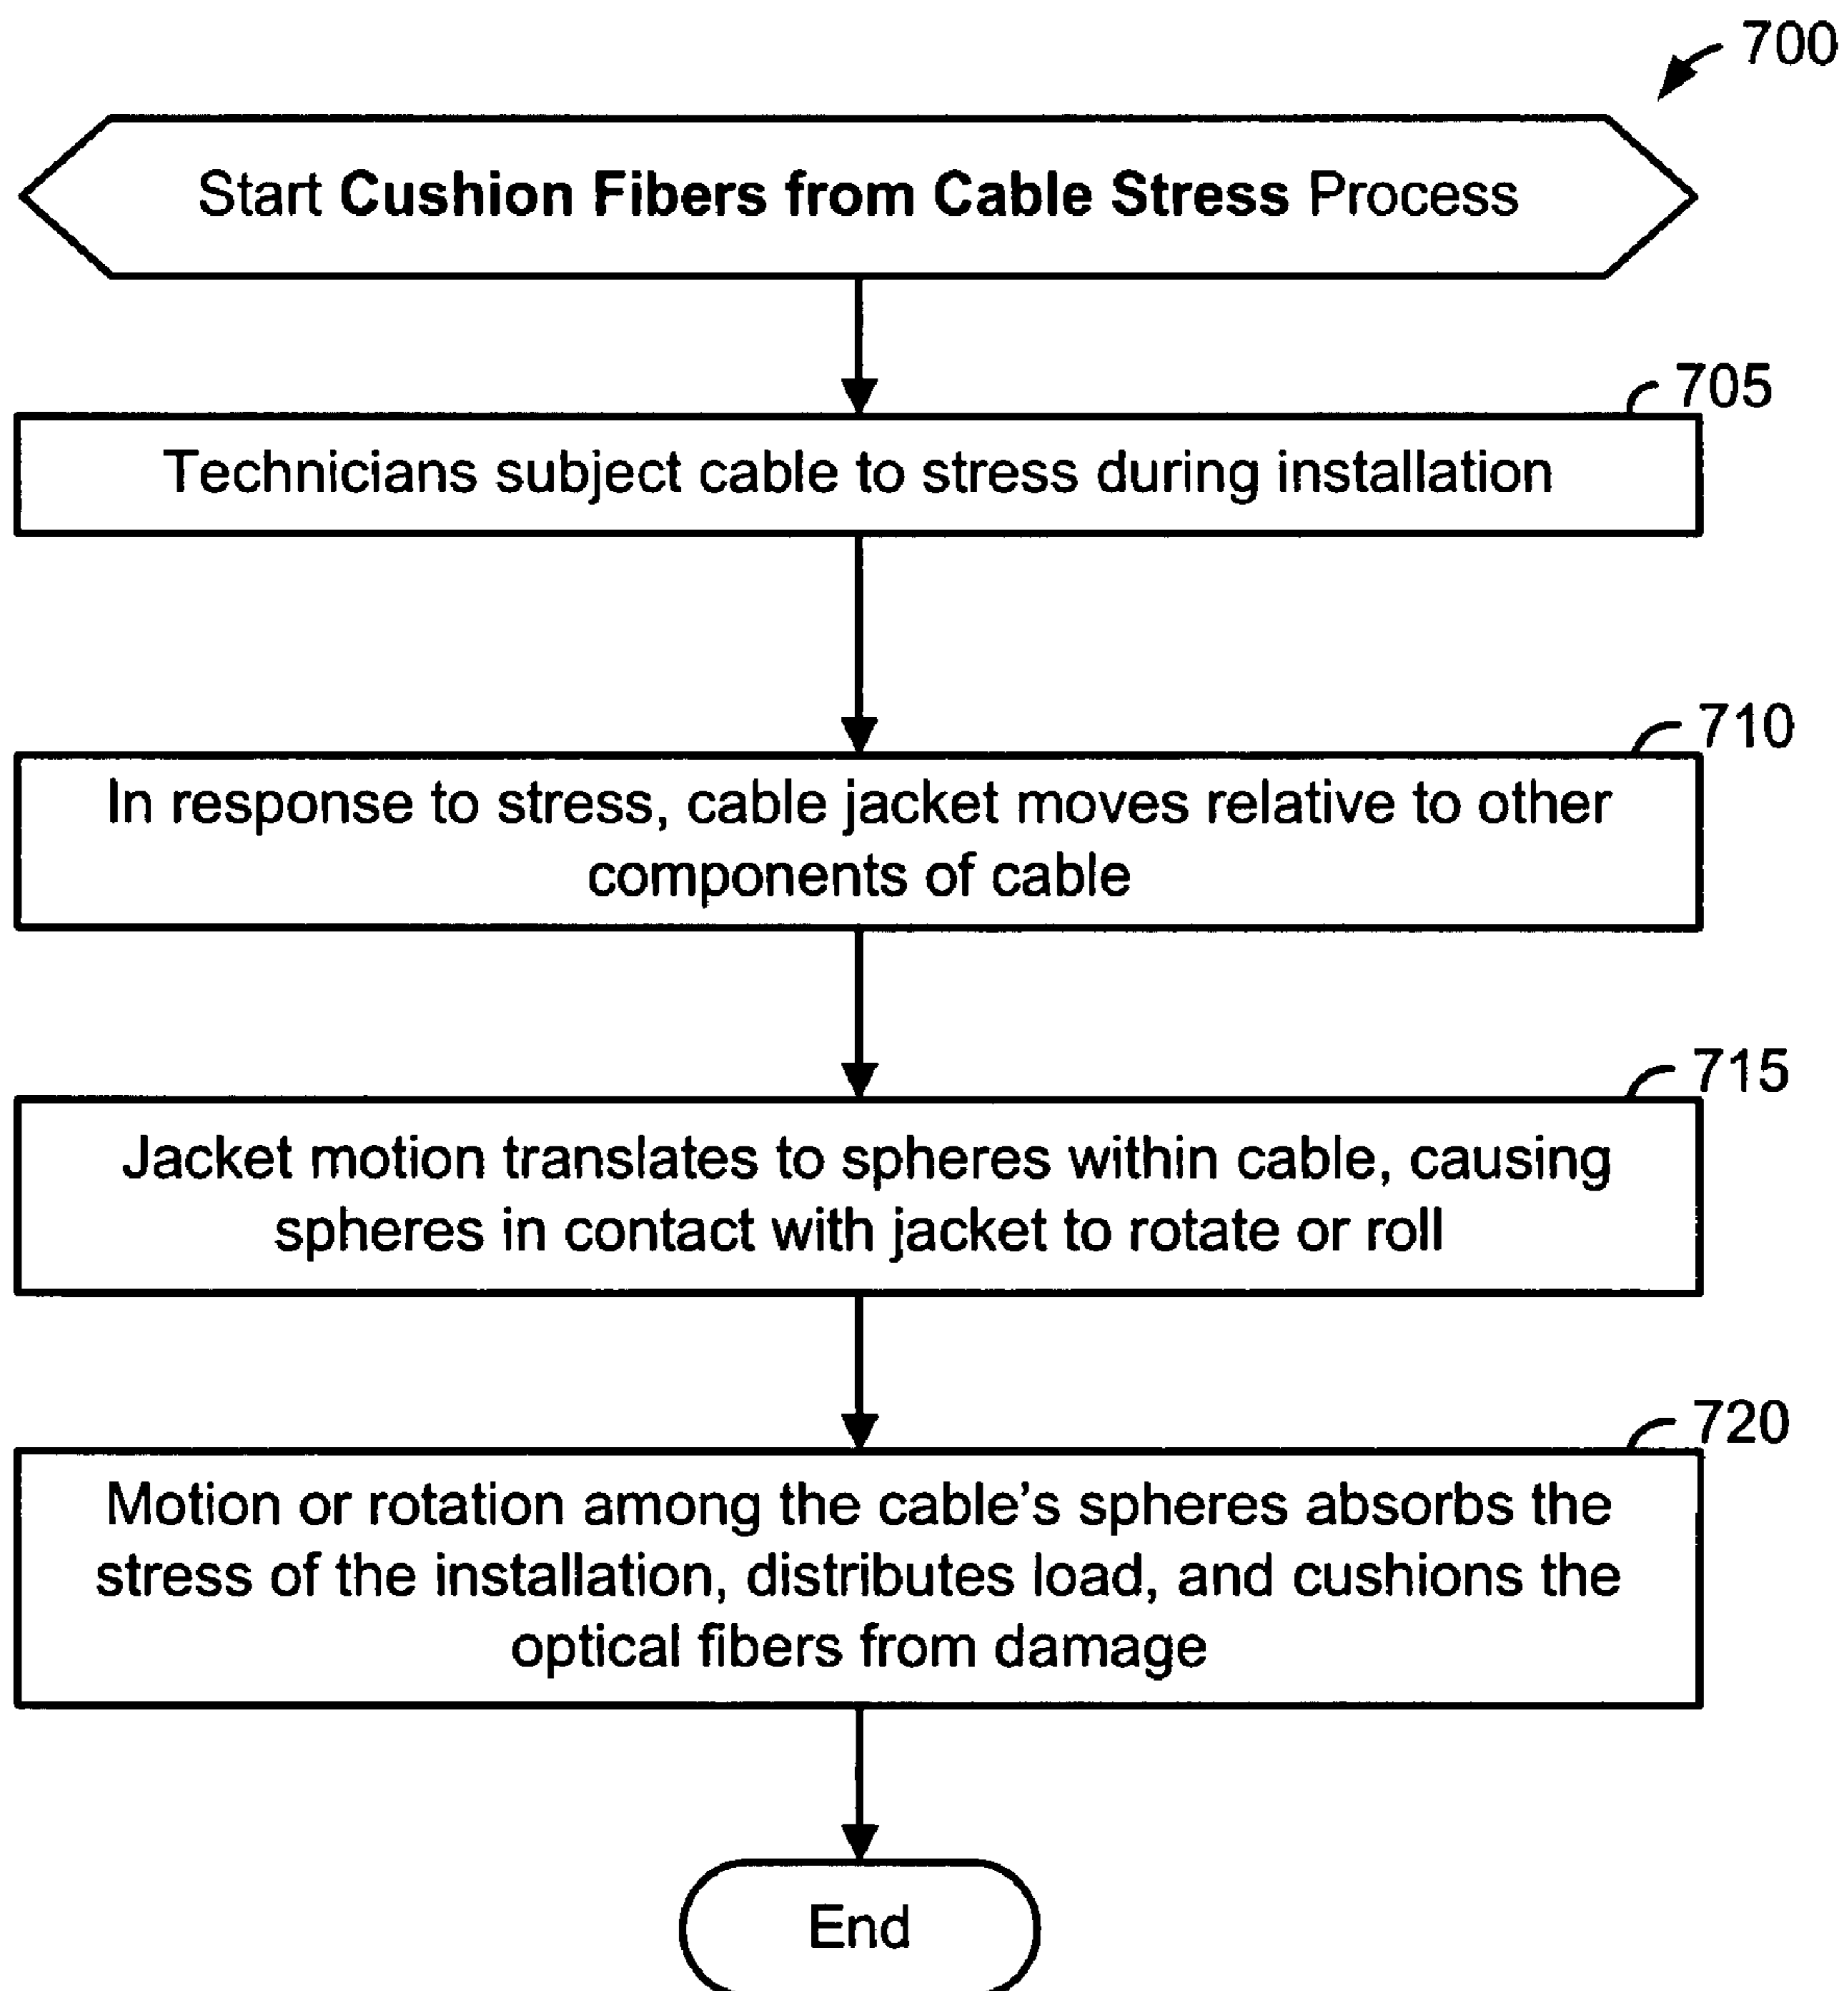 700
Start Cushion Fibers from Cable Stress Process
705
Technicians subject cable to stress during installation
710
In response to stress, cable jacket moves relative to other
components of cable
715
Jacket motion translates to spheres within cable, causing
spheres in contact with jacket to rotate or roll
720
Motion or rotation among the cable's spheres absorbs the
stress of the installation, distributes load, and cushions the
optical fibers from damage
End